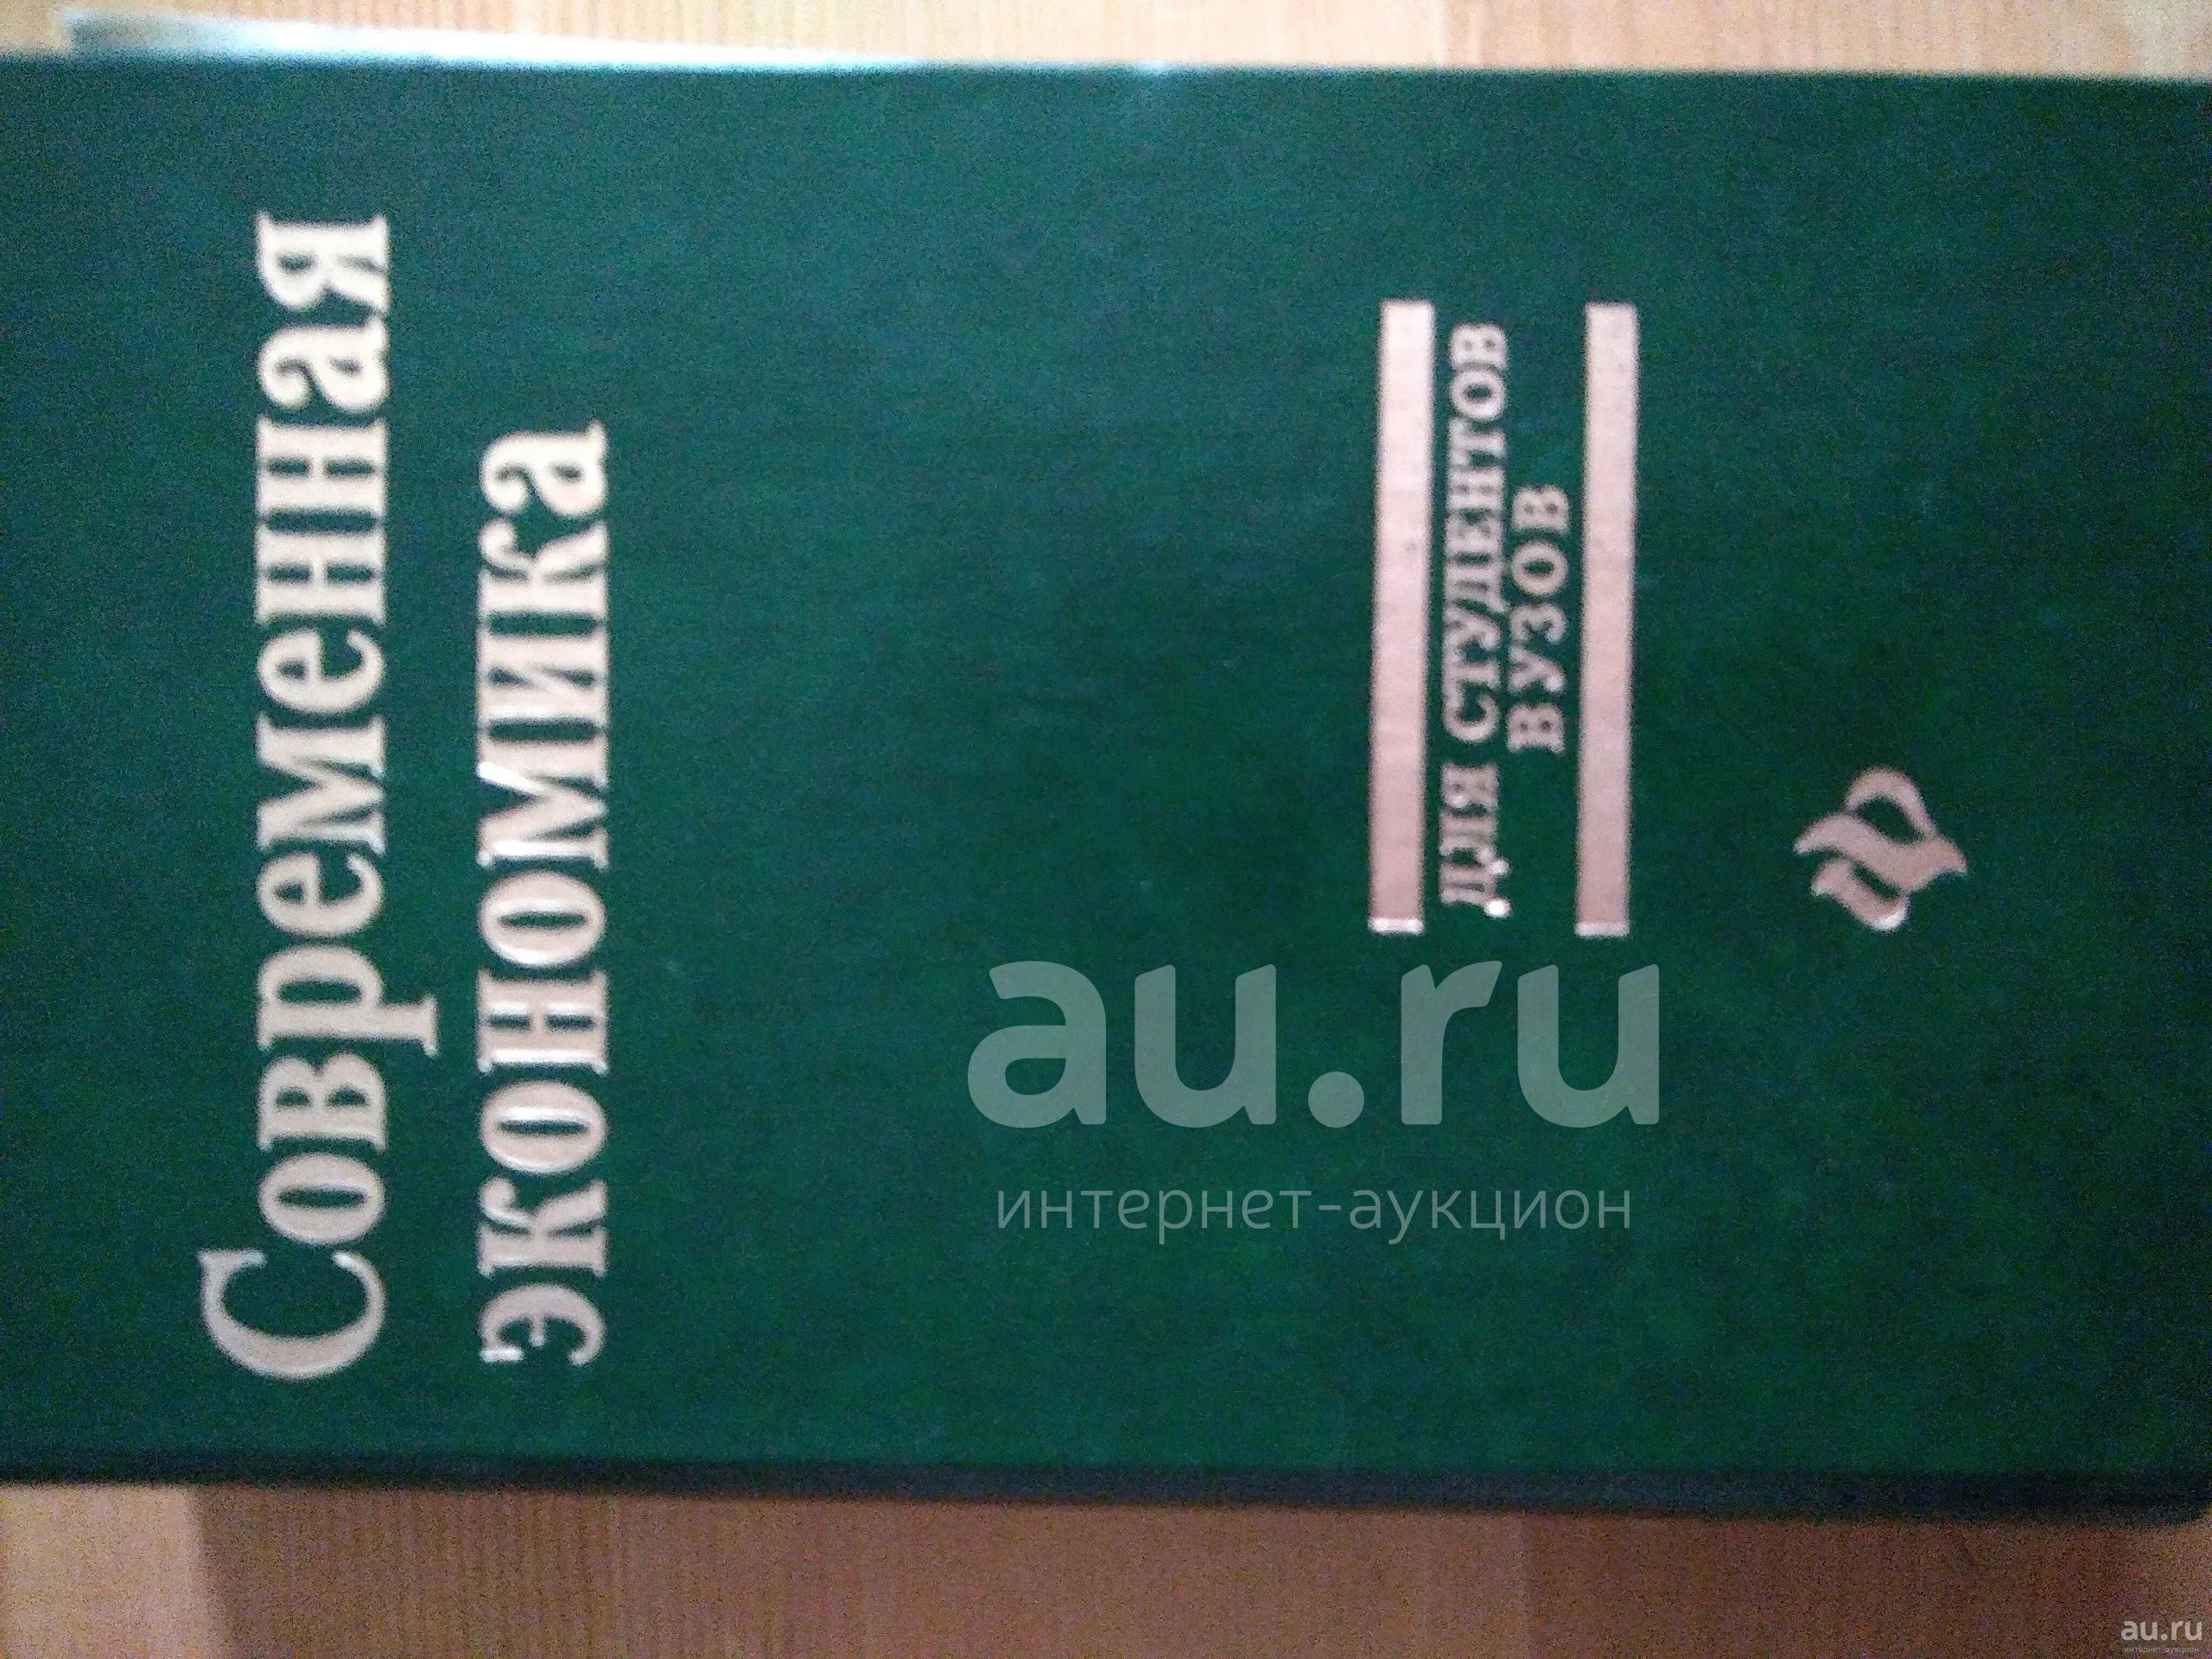 Современная
экономика
ДЛЯ СТУДЕНТОВ
ВУЗОВ
au.ru
интернет-аукцион
au.ru
интернет-аукцион